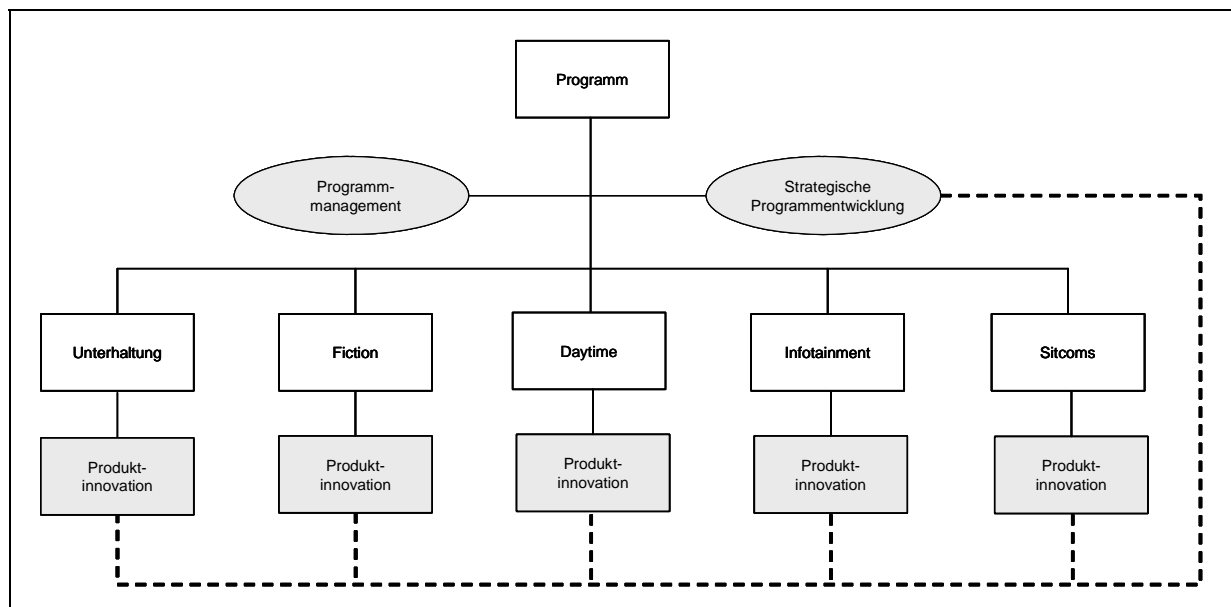 Programm
Programm-
management
Strategische
Programmentwicklung
Unterhaltung
Fiction
Daytime
Infotainment
Sitcoms
Produkt-
innovation
Produkt-
innovation
Produkt-
innovation
Produkt-
innovation
Produkt-
innovation